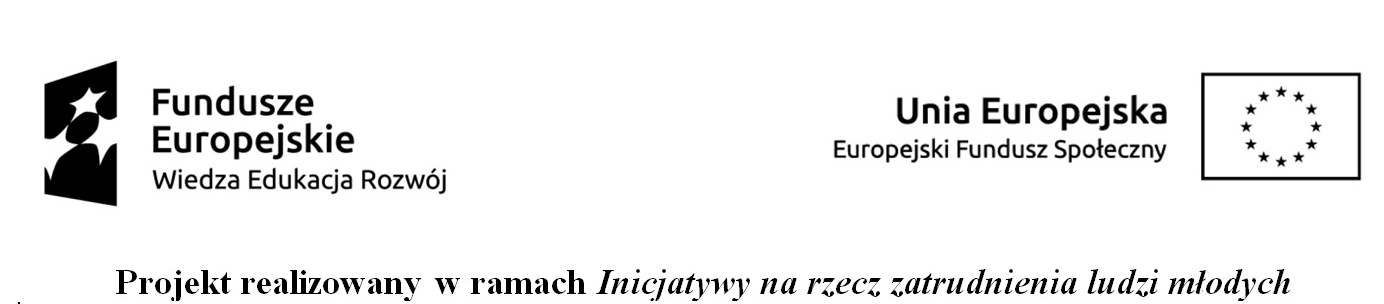 Fundusze
Europejskie
Wiedza Edukacja Rozwój
Unia Europejska
Europejski Fundusz Społeczny
Projekt realizowany w ramach Inicjatywy na rzecz zatrudnienia ludzi młodych